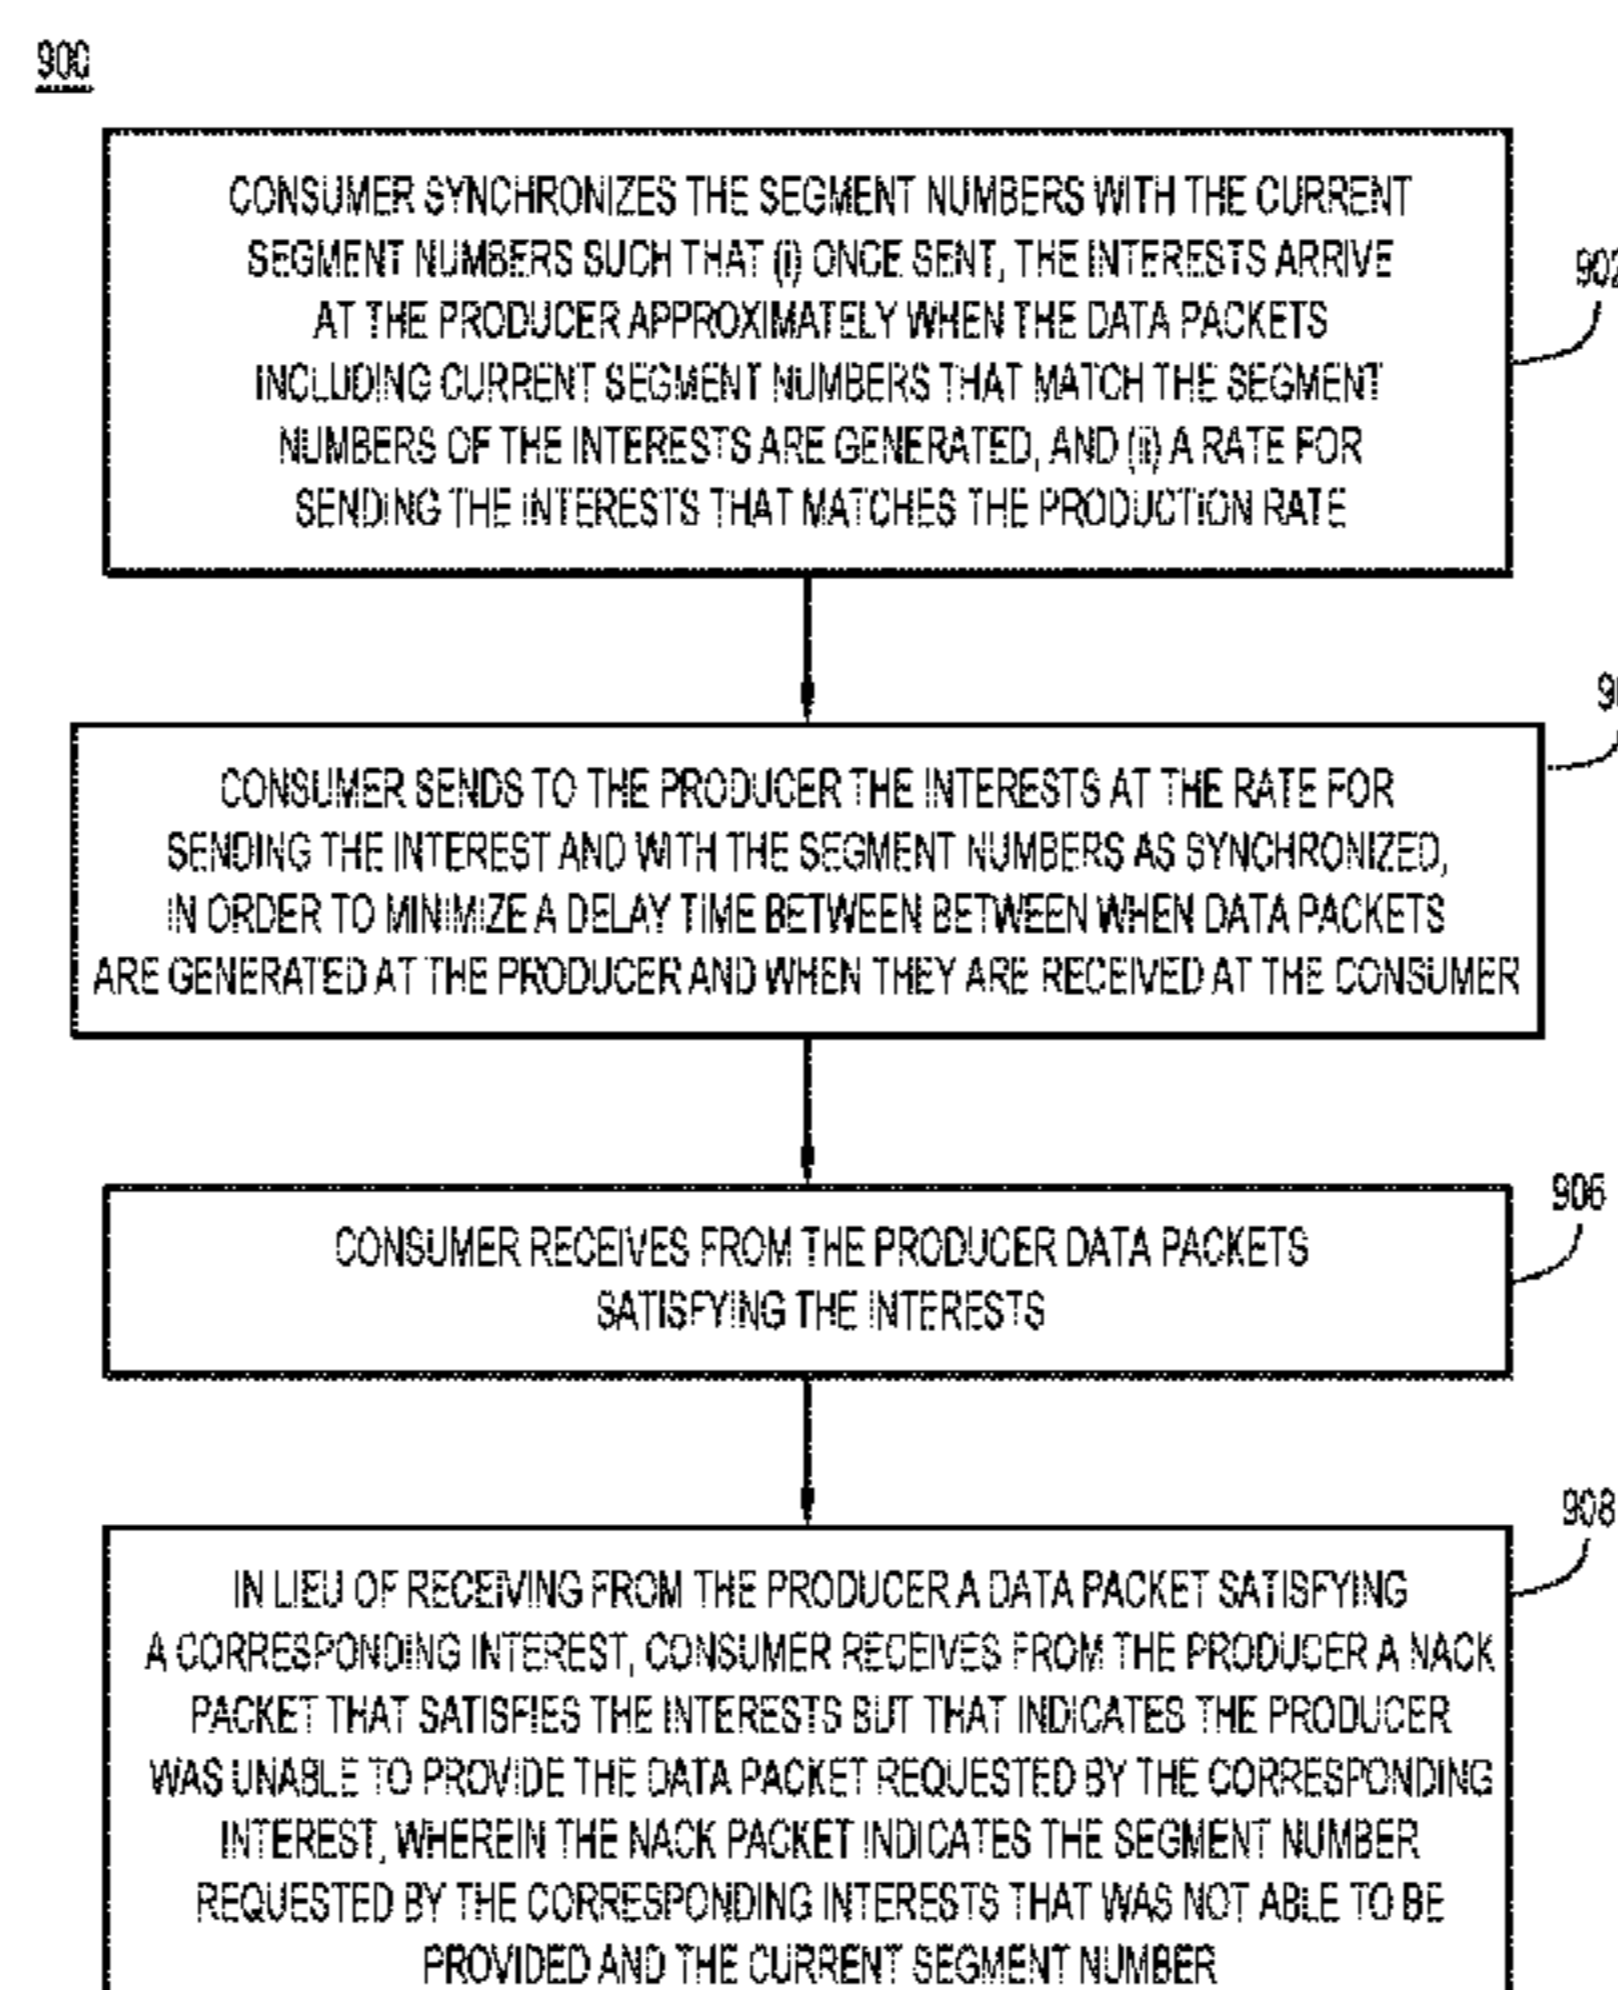 900
CONSUMER SYNCHRONIZES THE SEGMENT NUMBERS WITH THE CURRENT
SEGMENT NUMBERS SUCH THAT (i) ONCE SENT, THE INTERESTS ARRIVE
AT THE PRODUCER APPROXIMATELY WHEN THE DATA PACKETS
INCLUDING CURRENT SEGMENT NUMBERS THAT MATCH THE SEGMENT
NUMBERS OF THE INTERESTS ARE GENERATED, AND (ii) A RATE FOR
SENDING THE INTERESTS THAT MATCHES THE PRODUCTION RATE
902
CONSUMER SENDS TO THE PRODUCER THE INTERESTS AT THE RATE FOR
SENDING THE INTEREST AND WITH THE SEGMENT NUMBERS AS SYNCHRONIZED,
IN ORDER TO MINIMIZE A DELAY TIME BETWEEN BETWEEN WHEN DATA PACKETS
ARE GENERATED AT THE PRODUCER AND WHEN THEY ARE RECEIVED AT THE CONSUMER
CONSUMER RECEIVES FROM THE PRODUCER DATA PACKETS
SATISFYING THE INTERESTS
906
IN LIEU OF RECEIVING FROM THE PRODUCER A DATA PACKET SATISFYING
A CORRESPONDING INTEREST, CONSUMER RECEIVES FROM THE PRODUCER A NACK
PACKET THAT SATISFIES THE INTERESTS BUT THAT INDICATES THE PRODUCER
WAS UNABLE TO PROVIDE THE DATA PACKET REQUESTED BY THE CORRESPONDING
INTEREST, WHEREIN THE NACK PACKET INDICATES THE SEGMENT NUMBER
REQUESTED BY THE CORRESPONDING INTERESTS THAT WAS NOT ABLE TO BE
PROVIDED AND THE CURRENT SEGMENT NUMBER
908